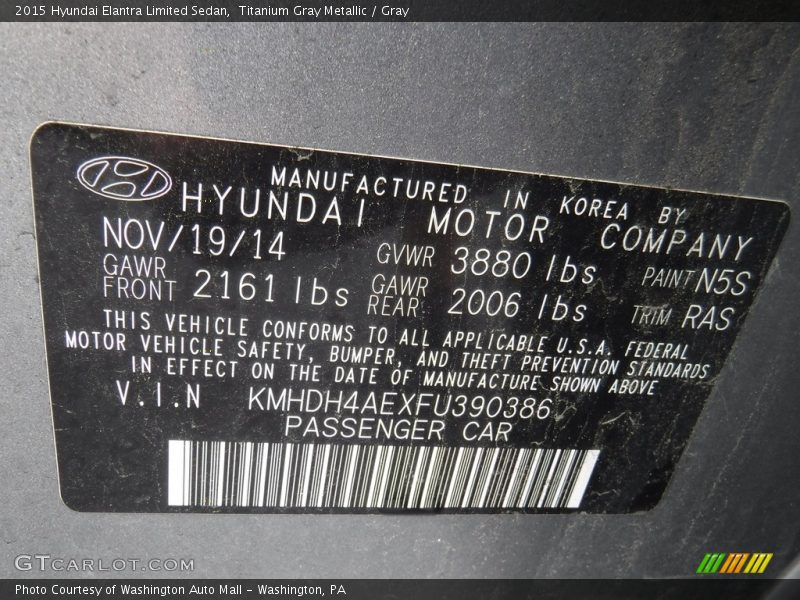 2015 Hyundai Elantra Limited Sedan, Titanium Gray Metallic / Gray
MANUFACTURED IN KOREA BY
HYUNDAI MOTOR COMPANY
NOV/19/14 GVWR 3880 lbs PAINT N5S
GAWR FRONT 2161 lbs GAWR REAR 2006 lbs TRIM RAS
THIS VEHICLE CONFORMS TO ALL APPLICABLE U.S.A. FEDERAL
MOTOR VEHICLE SAFETY, BUMPER, AND THEFT PREVENTION STANDARDS
IN EFFECT ON THE DATE OF MANUFACTURE SHOWN ABOVE
V.I.N KMHDH4AEXFU390386
PASSENGER CAR
GTCARLOT.COM
Photo Courtesy of Washington Auto Mall - Washington, PA